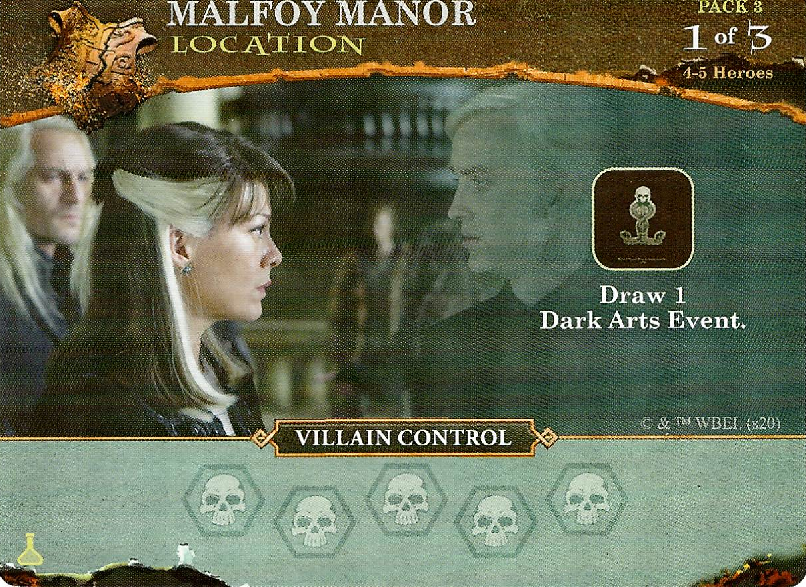 MALFOY MANOR
LOCATION
PACK 3
1 of 3
4-5 Heroes
Draw 1
Dark Arts Event.
© & ™ WBEI. (s20)
VILLAIN CONTROL